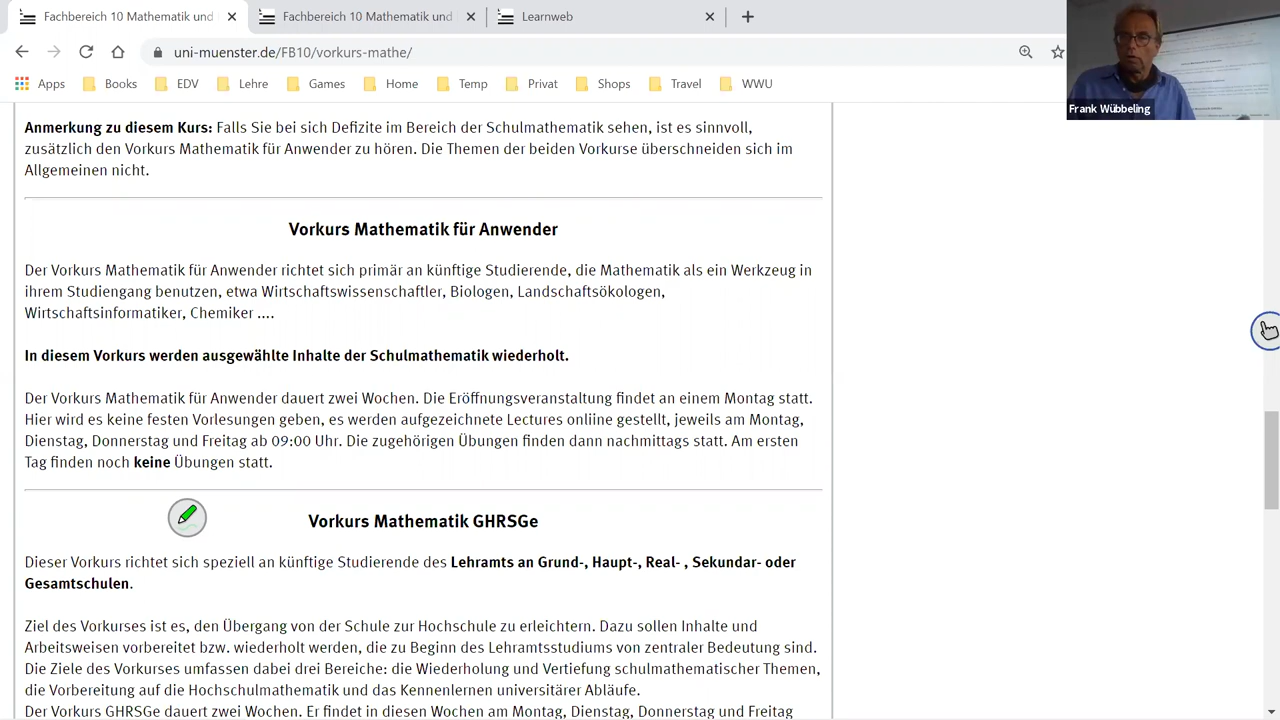 Fachbereich 10 Mathematik und
Fachbereich 10 Mathematik und
Learnweb
uni-muenster.de/FB10/vorkurs-mathe/
Apps
Books
EDV
Lehre
Games
Home
Temp
Privat
Shops
Travel
WWU
Frank Wübbeling
Anmerkung zu diesem Kurs: Falls Sie bei sich Defizite im Bereich der Schulmathematik sehen, ist es sinnvoll,
zusätzlich den Vorkurs Mathematik für Anwender zu hören. Die Themen der beiden Vorkurse überschneiden sich im
Allgemeinen nicht.
Vorkurs Mathematik für Anwender
Der Vorkurs Mathematik für Anwender richtet sich primär an künftige Studierende, die Mathematik als ein Werkzeug in
ihrem Studiengang benutzen, etwa Wirtschaftswissenschaftler, Biologen, Landschaftsökologen,
Wirtschaftsinformatiker, Chemiker ....
In diesem Vorkurs werden ausgewählte Inhalte der Schulmathematik wiederholt.
Der Vorkurs Mathematik für Anwender dauert zwei Wochen. Die Eröffnungsveranstaltung findet an einem Montag statt.
Hier wird es keine festen Vorlesungen geben, es werden aufgezeichnete Lectures onliine gestellt, jeweils am Montag,
Dienstag, Donnerstag und Freitag ab 09:00 Uhr. Die zugehörigen Übungen finden dann nachmittags statt. Am ersten
Tag finden noch keine Übungen statt.
Vorkurs Mathematik GHRSGe
Dieser Vorkurs richtet sich speziell an künftige Studierende des Lehramts an Grund-, Haupt-, Real- , Sekundar- oder
Gesamtschulen.
Ziel des Vorkurses ist es, den Übergang von der Schule zur Hochschule zu erleichtern. Dazu sollen Inhalte und
Arbeitsweisen vorbereitet bzw. wiederholt werden, die zu Beginn des Lehramtsstudiums von zentraler Bedeutung sind.
Die Ziele des Vorkurses umfassen dabei drei Bereiche: die Wiederholung und Vertiefung schulmathematischer Themen,
die Vorbereitung auf die Hochschulmathematik und das Kennenlernen universitärer Abläufe.
Der Vorkurs GHRSGe dauert zwei Wochen. Er findet in diesen Wochen am Montag, Dienstag, Donnerstag und Freitag